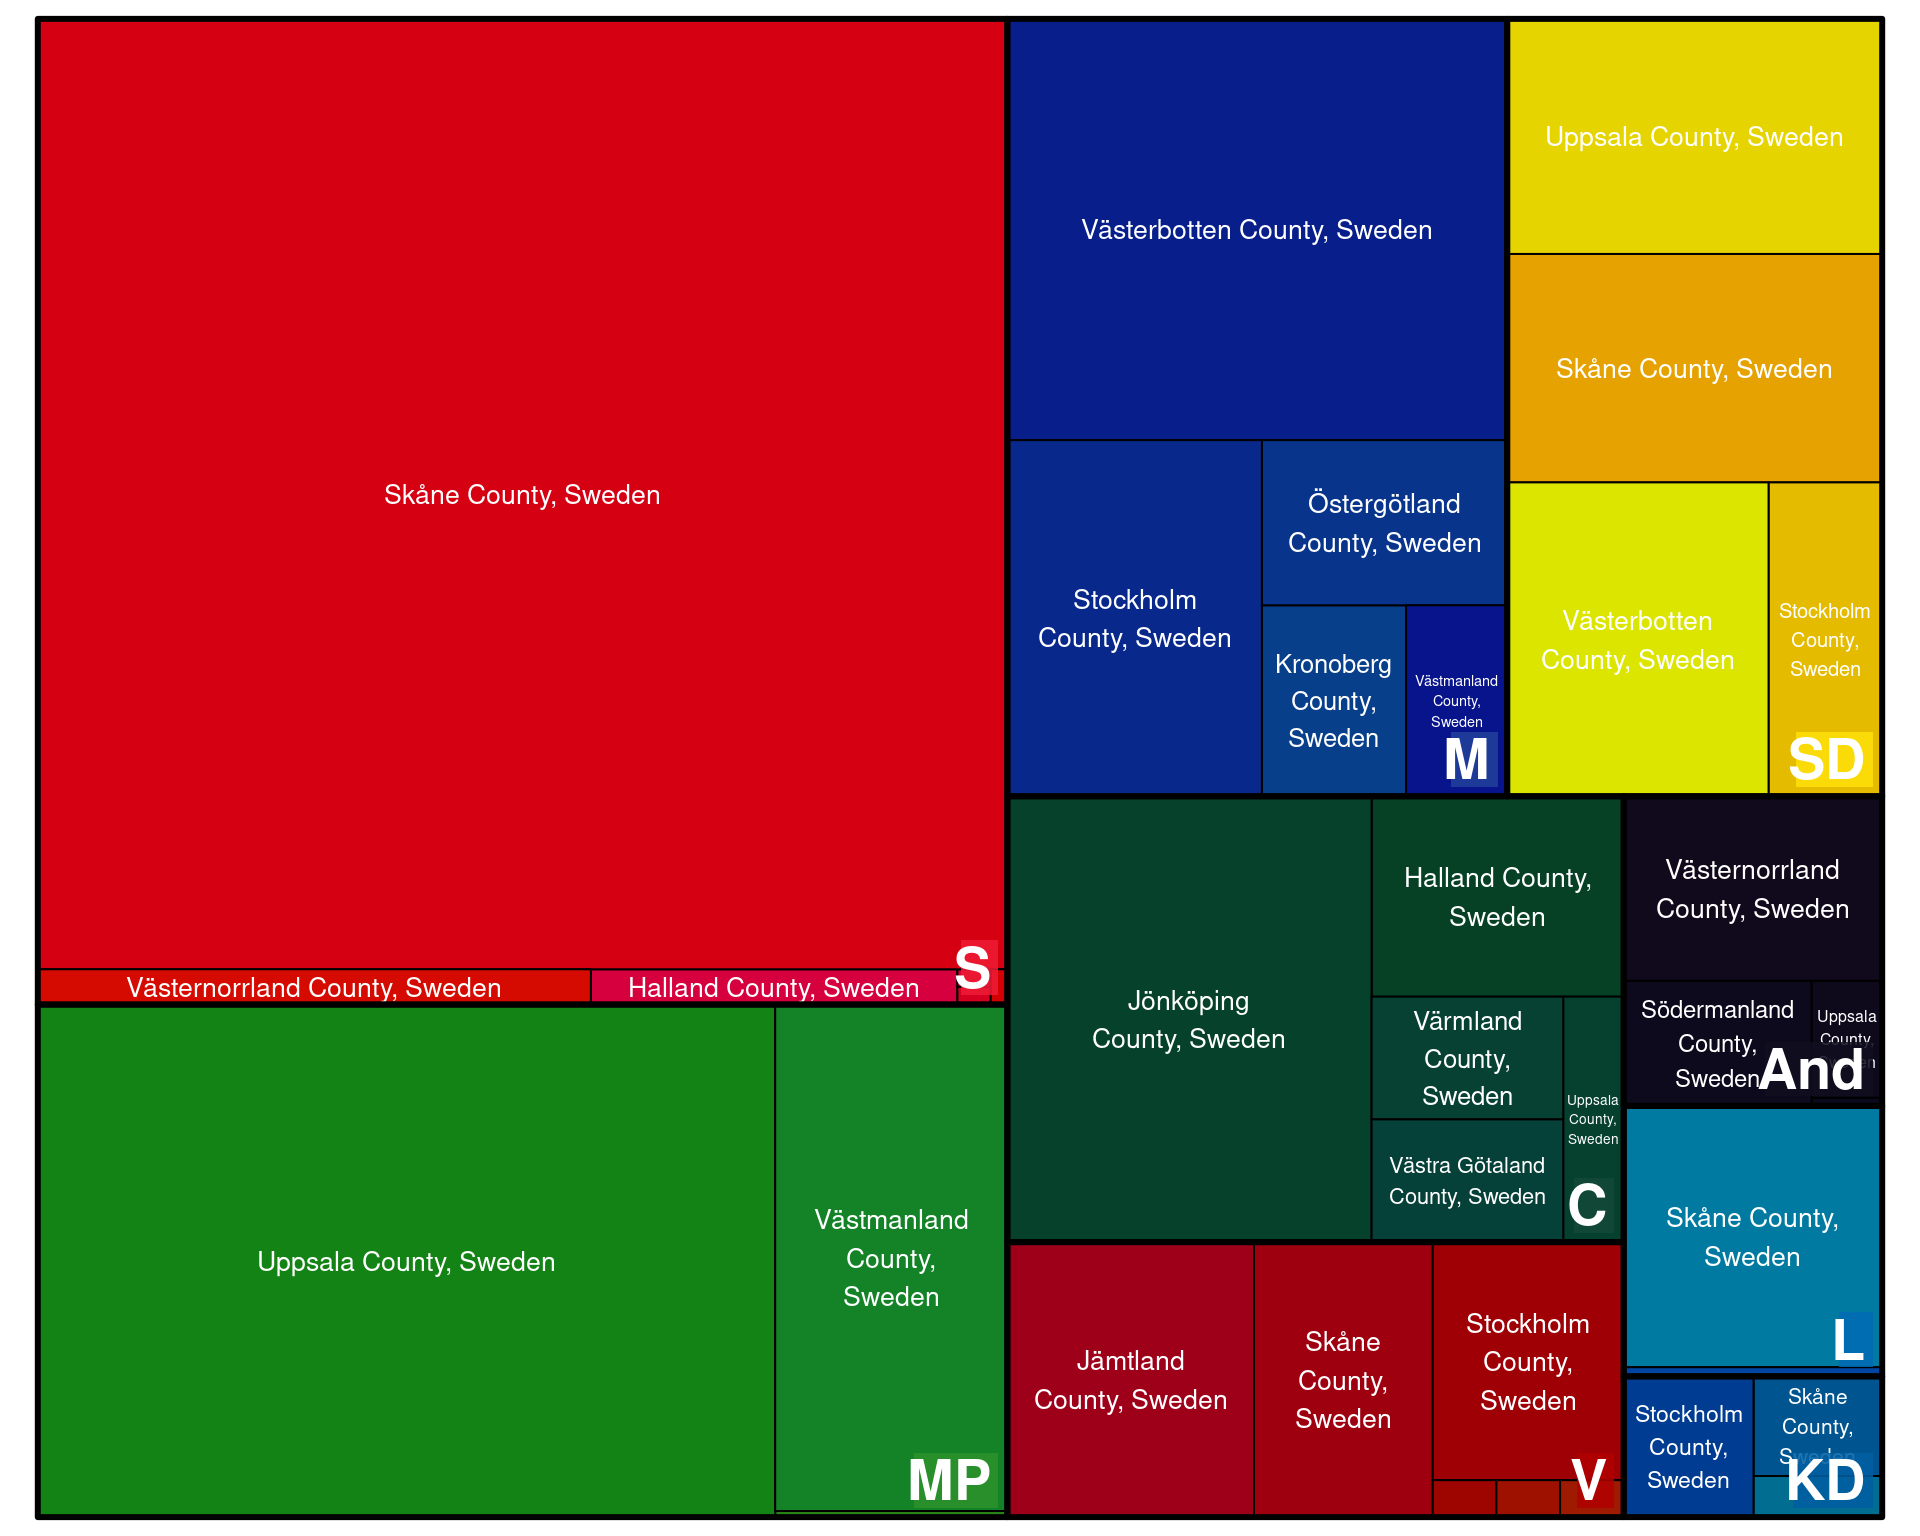 Skåne County, Sweden
Västernorrland County, Sweden
Halland County, Sweden
S
Uppsala County, Sweden
Västmanland
County,
Sweden
MP
Västerbotten County, Sweden
Stockholm
County, Sweden
Östergötland
County, Sweden
Kronoberg
County,
Sweden
Västmanland
County,
Sweden
M
Uppsala County, Sweden
Skåne County, Sweden
Västerbotten
County, Sweden
Stockholm
County,
Sweden
SD
Jönköping
County, Sweden
Halland County,
Sweden
Värmland
County,
Sweden
Västra Götaland
County, Sweden
Uppsala
County,
Sweden
C
Västernorrland
County, Sweden
Södermanland
County,
Sweden
Uppsala
County,
Sweden
And
Jämtland
County, Sweden
Skåne
County,
Sweden
Stockholm
County,
Sweden
V
Skåne County,
Sweden
L
Stockholm
County,
Sweden
Skåne
County,
Sweden
KD